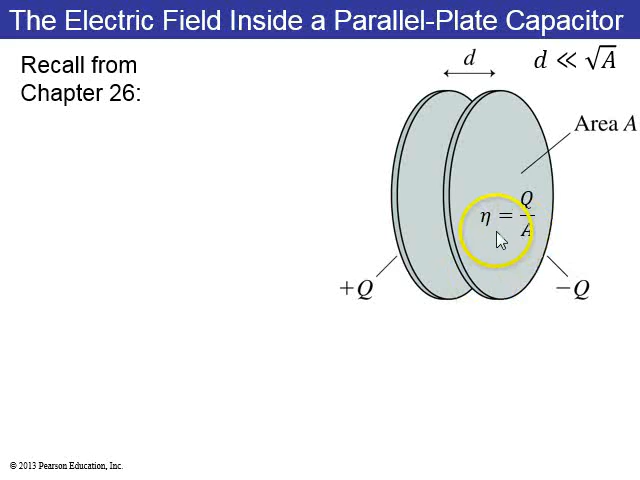 The Electric Field Inside a Parallel-Plate Capacitor
Recall from
Chapter 26:
d
d ≪ √A
Area A
η = Q/A
+Q
−Q
© 2013 Pearson Education, Inc.